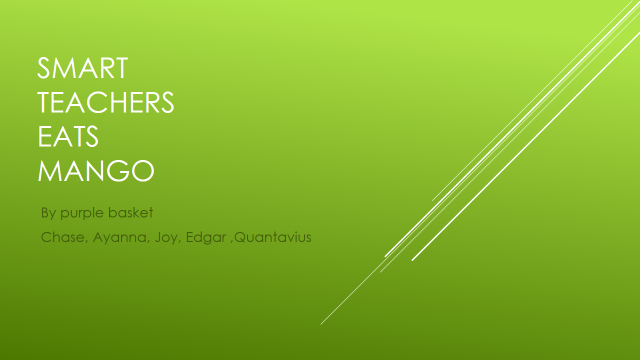 SMART
TEACHERS
EATS
MANGO
By purple basket
Chase, Ayanna, Joy, Edgar ,Quantavius